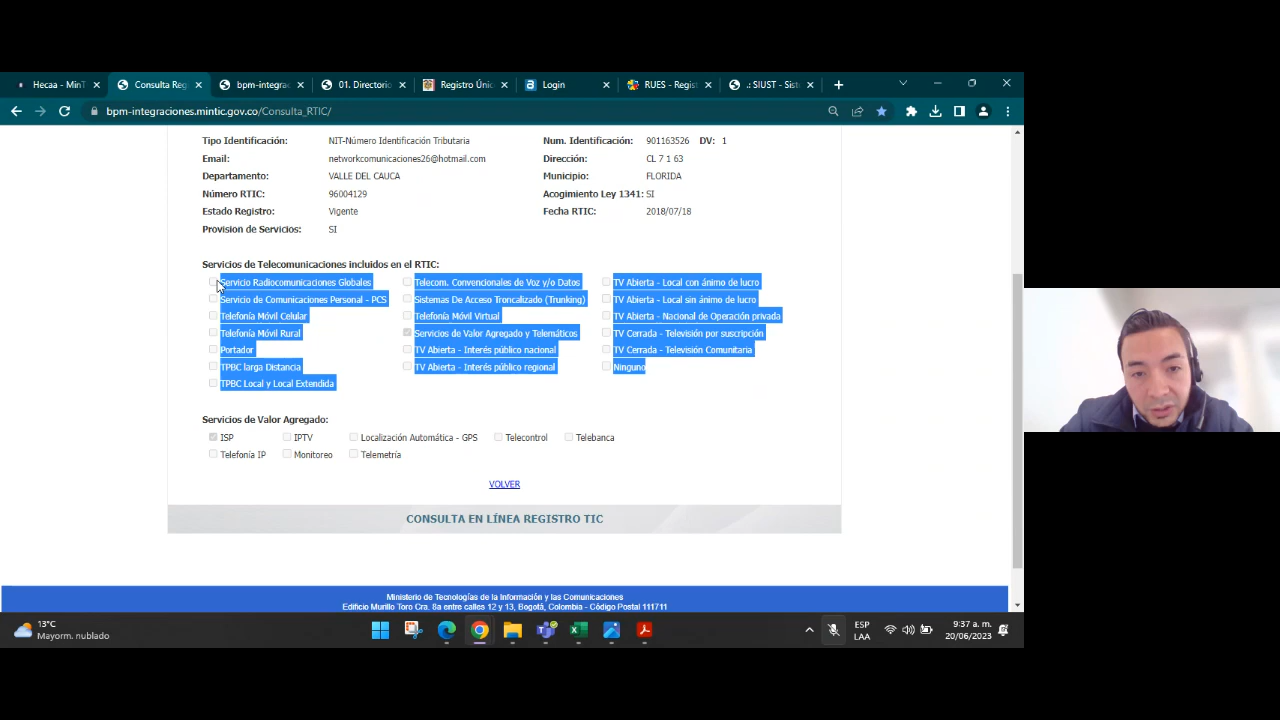 Hecaa - MinT
Consulta Reg
bpm-integrac
01. Directorio
Registro Únic
Login
RUES - Regist
.: SIUST - Sist
bpm-integraciones.mintic.gov.co/Consulta_RTIC/
Tipo Identificación: NIT-Número Identificación Tributaria Num. Identificación: 901163526 DV: 1
Email: networkcomunicaciones26@hotmail.com Dirección: CL 7 1 63
Departamento: VALLE DEL CAUCA Municipio: FLORIDA
Número RTIC: 96004129 Acogimiento Ley 1341: SI
Estado Registro: Vigente Fecha RTIC: 2018/07/18
Provision de Servicios: SI
Servicios de Telecomunicaciones incluidos en el RTIC:
Servicio Radiocomunicaciones Globales Telecom. Convencionales de Voz y/o Datos TV Abierta - Local con ánimo de lucro
Servicio de Comunicaciones Personal - PCS Sistemas De Acceso Troncalizado (Trunking) TV Abierta - Local sin ánimo de lucro
Telefonía Móvil Celular Telefonía Móvil Virtual TV Abierta - Nacional de Operación privada
Telefonía Móvil Rural Servicios de Valor Agregado y Telemáticos TV Cerrada - Televisión por suscripción
Portador TV Abierta - Interés público nacional TV Cerrada - Televisión Comunitaria
TPBC larga Distancia TV Abierta - Interés público regional Ninguno
TPBC Local y Local Extendida
Servicios de Valor Agregado:
ISP IPTV Localización Automática - GPS Telecontrol Telebanca
Telefonía IP Monitoreo Telemetría
VOLVER
CONSULTA EN LÍNEA REGISTRO TIC
Ministerio de Tecnologías de la Información y las Comunicaciones
Edificio Murillo Toro Cra. 8a entre calles 12 y 13, Bogotá, Colombia - Código Postal 111711
13°C
Mayorm. nublado
ESP
LAA
9:37 a. m.
20/06/2023